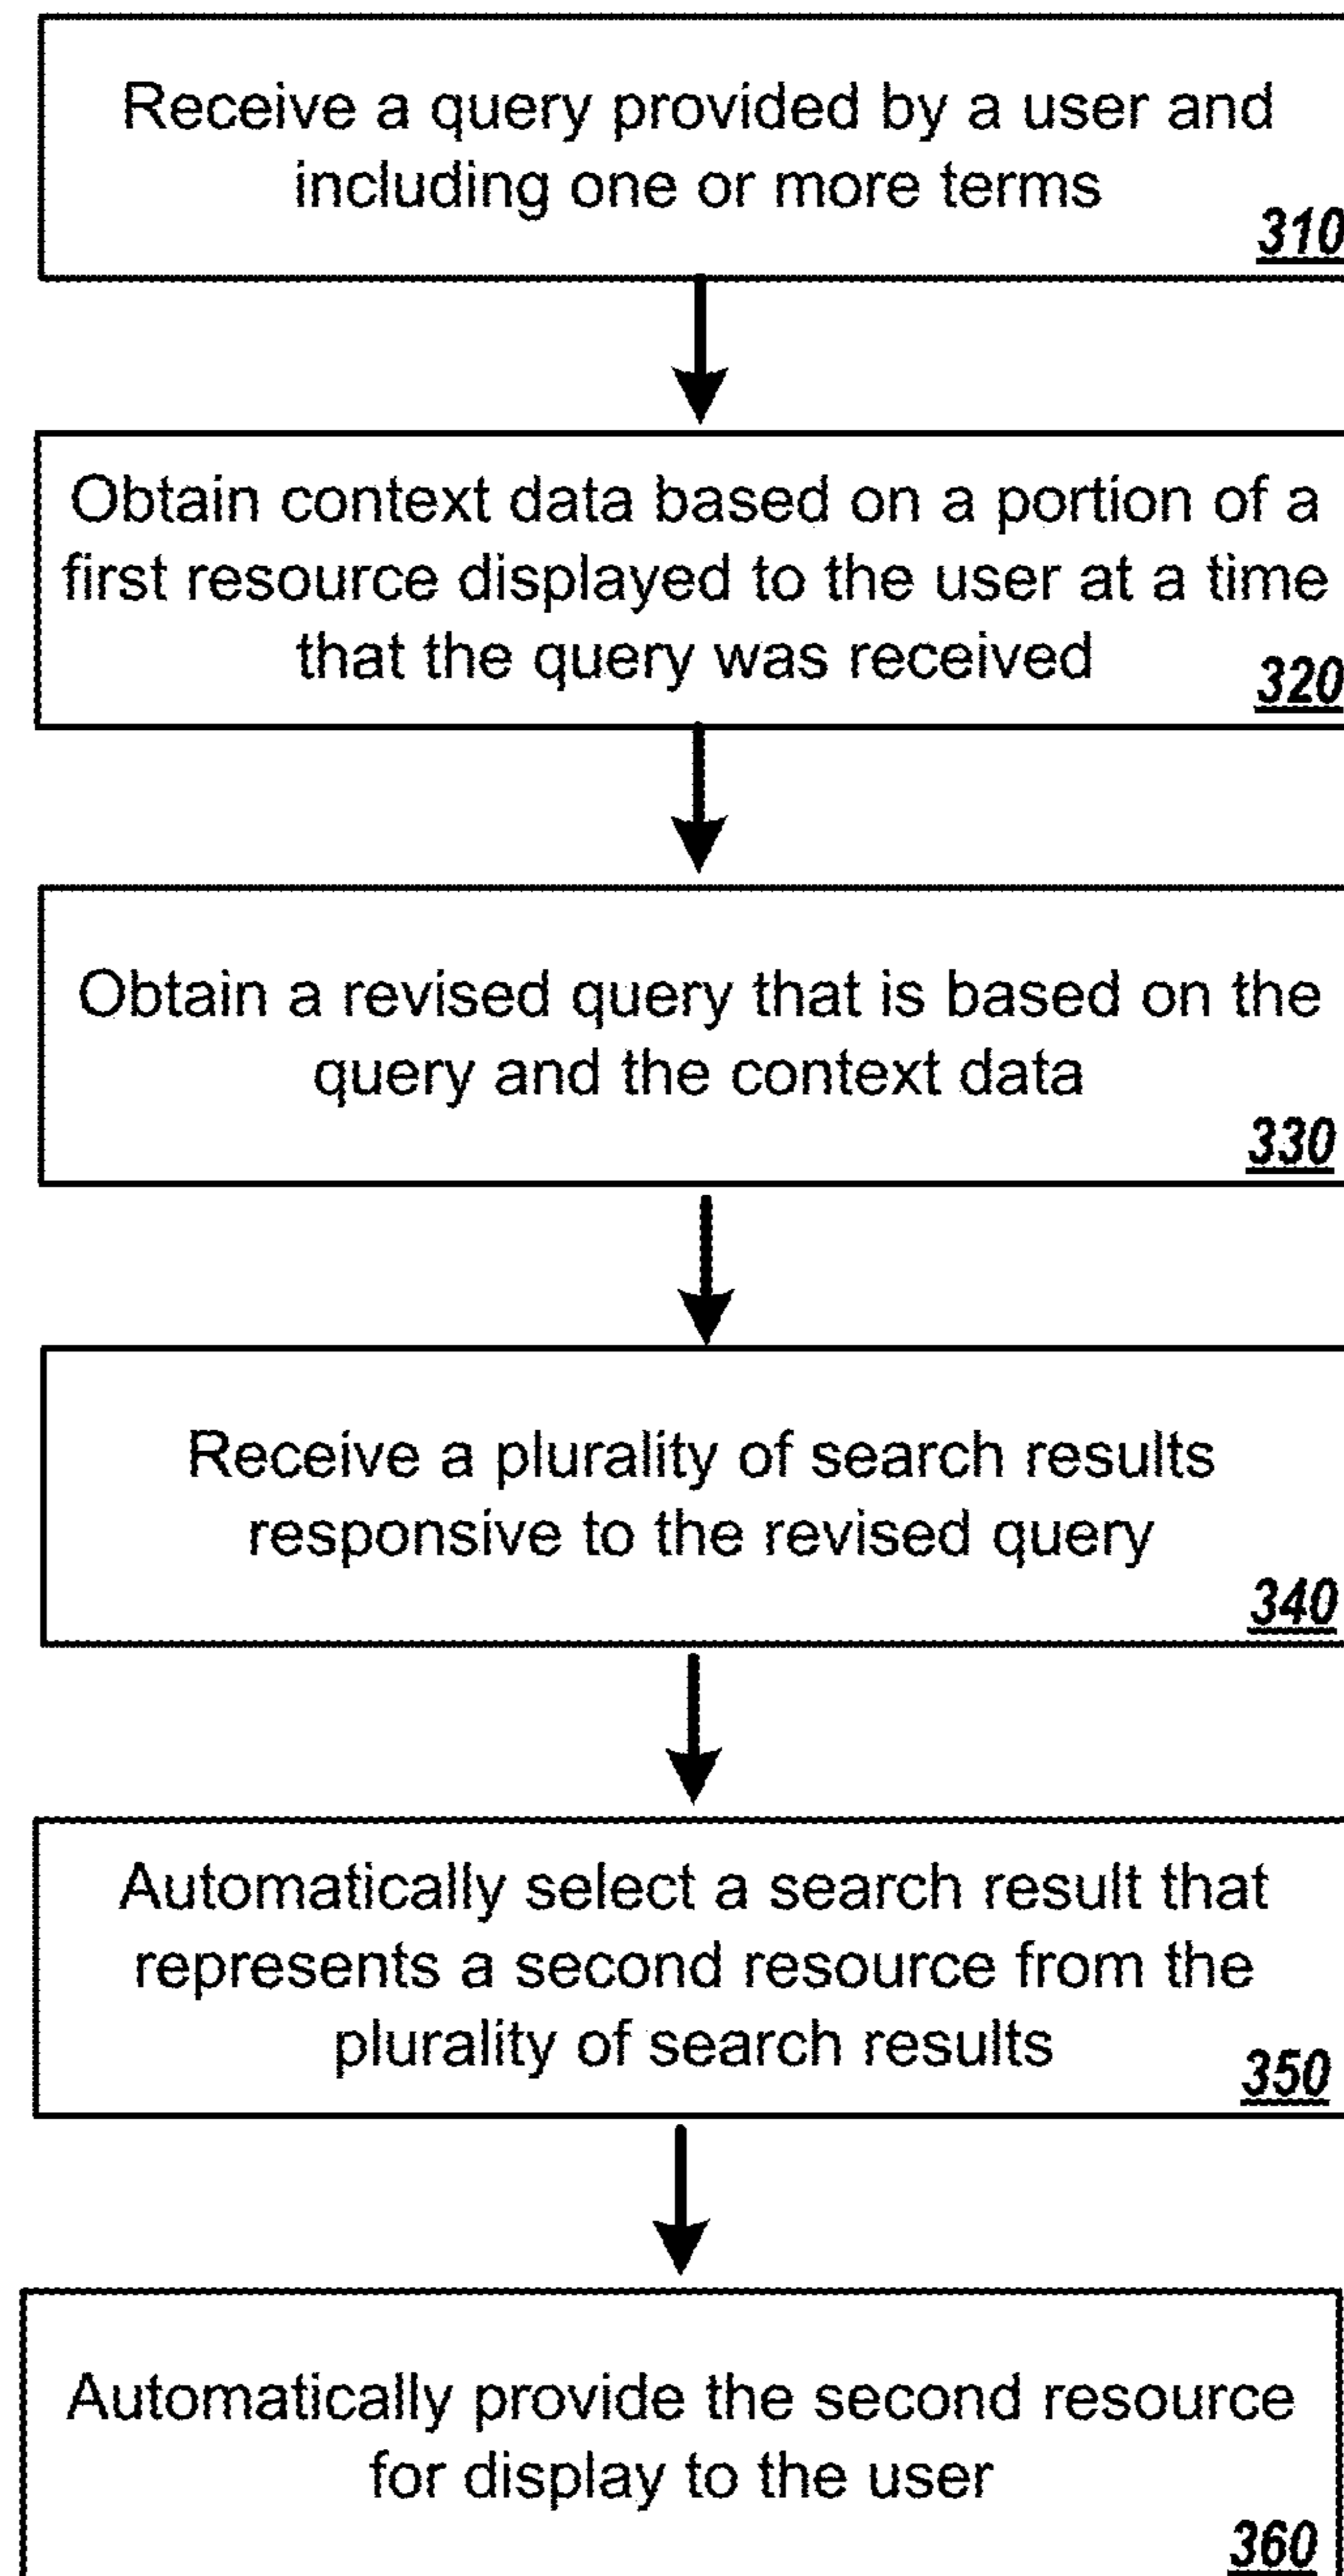 Receive a query provided by a user and
including one or more terms
310
Obtain context data based on a portion of a
first resource displayed to the user at a time
that the query was received
320
Obtain a revised query that is based on the
query and the context data
330
Receive a plurality of search results
responsive to the revised query
340
Automatically select a search result that
represents a second resource from the
plurality of search results
350
Automatically provide the second resource
for display to the user
360